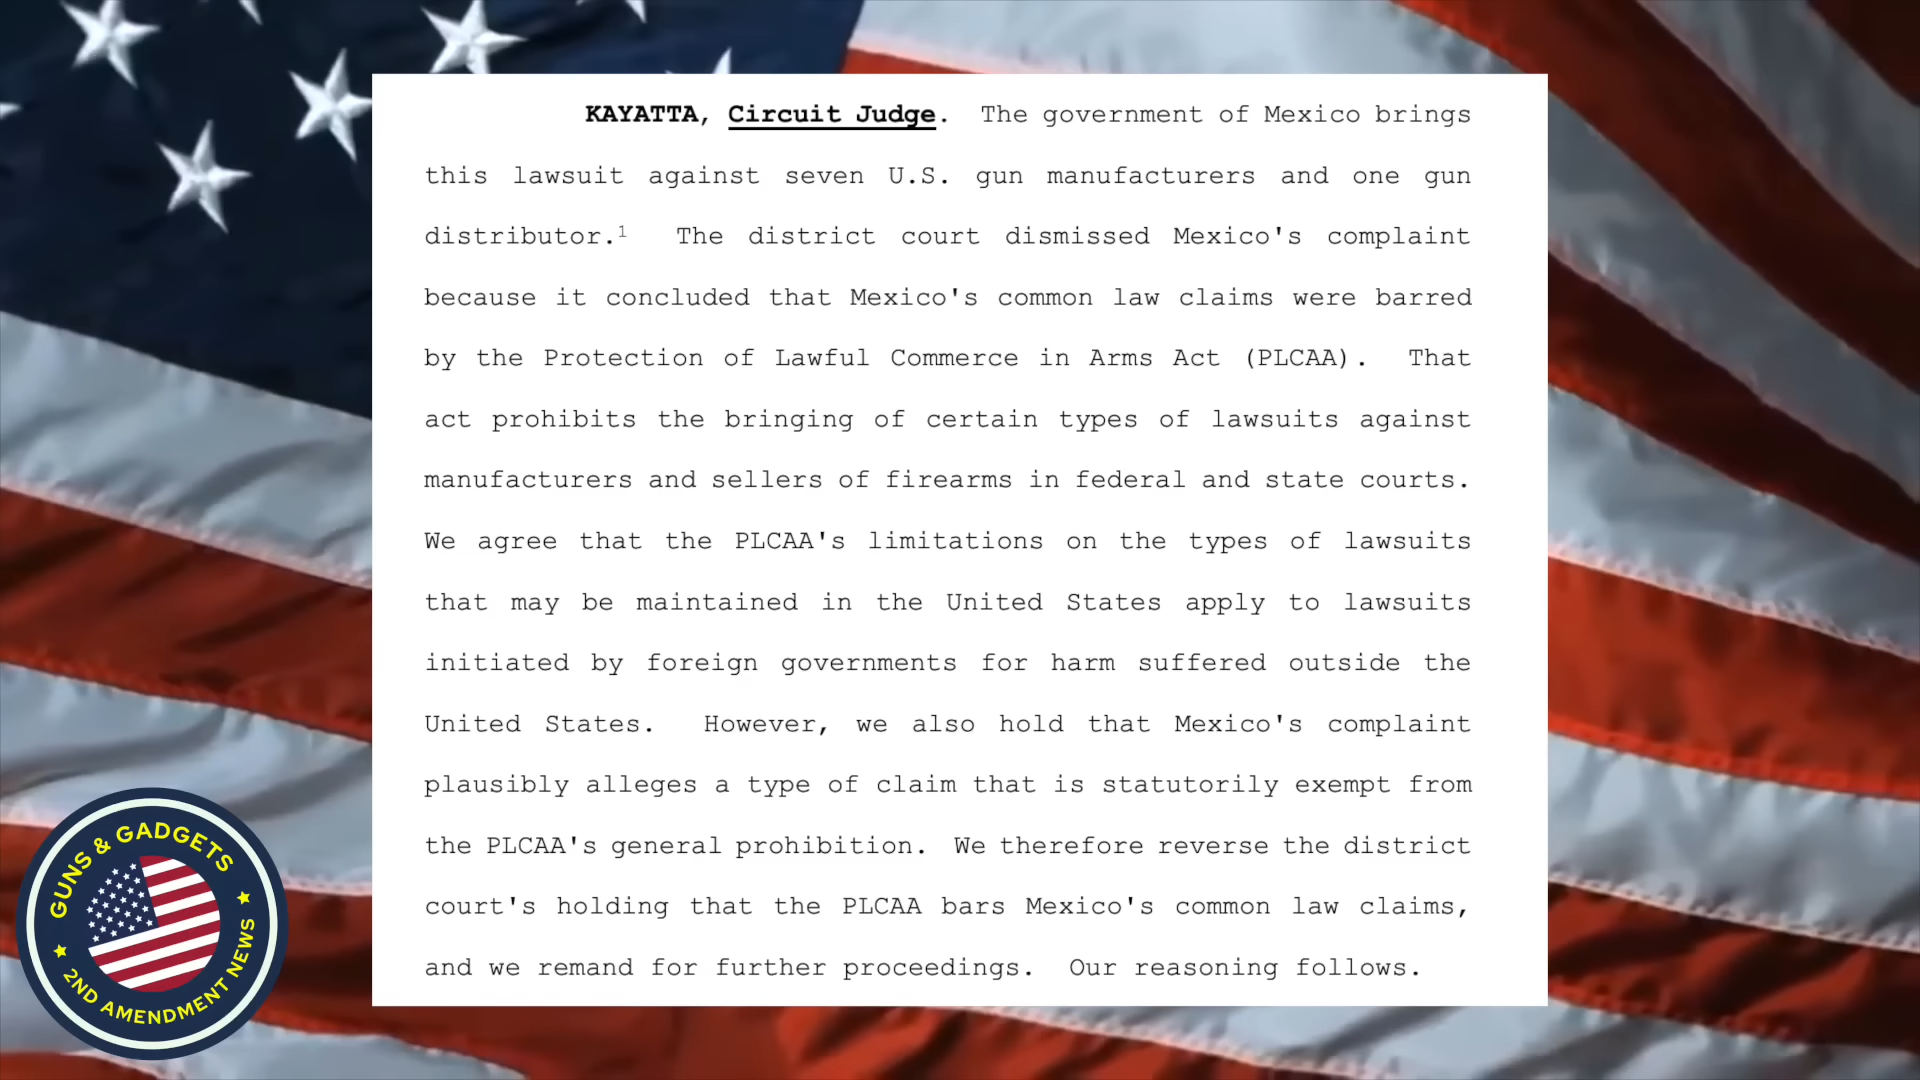 KAYATTA, Circuit Judge. The government of Mexico brings
this lawsuit against seven U.S. gun manufacturers and one gun
distributor.1 The district court dismissed Mexico's complaint
because it concluded that Mexico's common law claims were barred
by the Protection of Lawful Commerce in Arms Act (PLCAA). That
act prohibits the bringing of certain types of lawsuits against
manufacturers and sellers of firearms in federal and state courts.
We agree that the PLCAA's limitations on the types of lawsuits
that may be maintained in the United States apply to lawsuits
initiated by foreign governments for harm suffered outside the
United States. However, we also hold that Mexico's complaint
plausibly alleges a type of claim that is statutorily exempt from
the PLCAA's general prohibition. We therefore reverse the district
court's holding that the PLCAA bars Mexico's common law claims,
and we remand for further proceedings. Our reasoning follows.
GUNS & GADGETS
2ND AMENDMENT NEWS